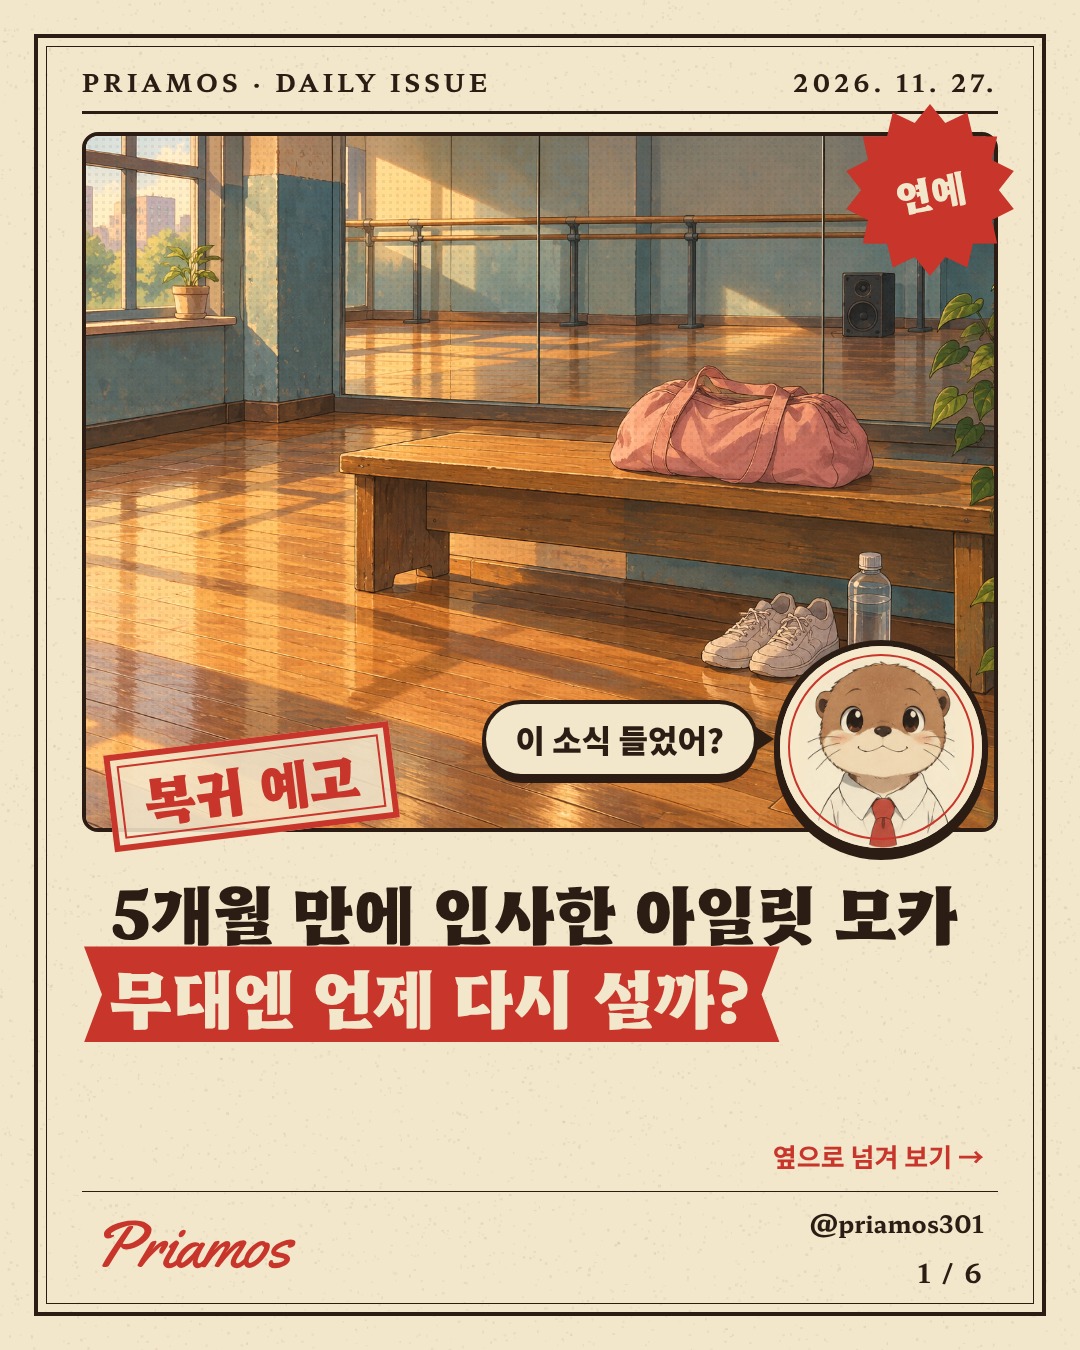 PRIAMOS · DAILY ISSUE
2026. 11. 27.
연예
이 소식 들었어?
복귀 예고
5개월 만에 인사한 아일릿 모카
무대엔 언제 다시 설까?
옆으로 넘겨 보기 →
Priamos
@priamos301
1 / 6